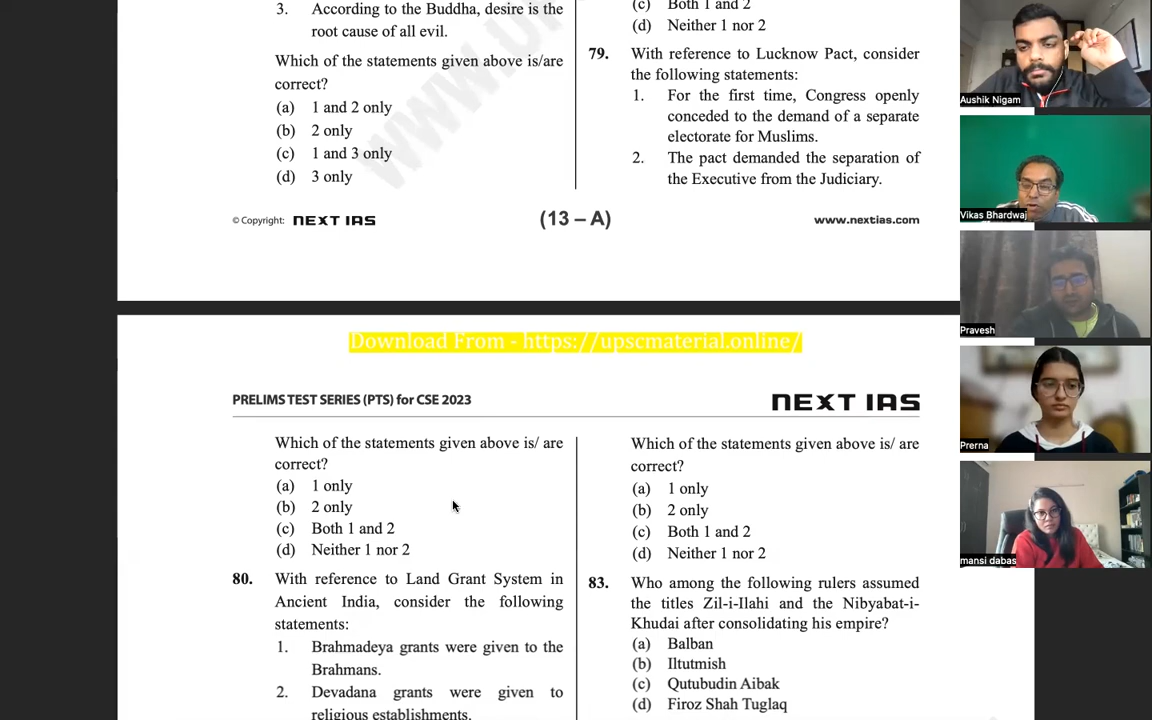 3. According to the Buddha, desire is the
root cause of all evil.
Which of the statements given above is/are
correct?
(a) 1 and 2 only
(b) 2 only
(c) 1 and 3 only
(d) 3 only
(c) Both 1 and 2
(d) Neither 1 nor 2
79. With reference to Lucknow Pact, consider
the following statements:
1. For the first time, Congress openly
conceded to the demand of a separate
electorate for Muslims.
2. The pact demanded the separation of
the Executive from the Judiciary.
© Copyright: NEXT IAS
(13 – A)
www.nextias.com
Download From - https://upscmaterial.online/
PRELIMS TEST SERIES (PTS) for CSE 2023
NEXT IAS
Which of the statements given above is/ are
correct?
(a) 1 only
(b) 2 only
(c) Both 1 and 2
(d) Neither 1 nor 2
80. With reference to Land Grant System in
Ancient India, consider the following
statements:
1. Brahmadeya grants were given to the
Brahmans.
2. Devadana grants were given to
religious establishments.
Which of the statements given above is/ are
correct?
(a) 1 only
(b) 2 only
(c) Both 1 and 2
(d) Neither 1 nor 2
83. Who among the following rulers assumed
the titles Zil-i-Ilahi and the Nibyabat-i-
Khudai after consolidating his empire?
(a) Balban
(b) Iltutmish
(c) Qutubudin Aibak
(d) Firoz Shah Tuglaq
Aushik Nigam
Vikas Bhardwaj
Pravesh
Prerna
mansi dabas